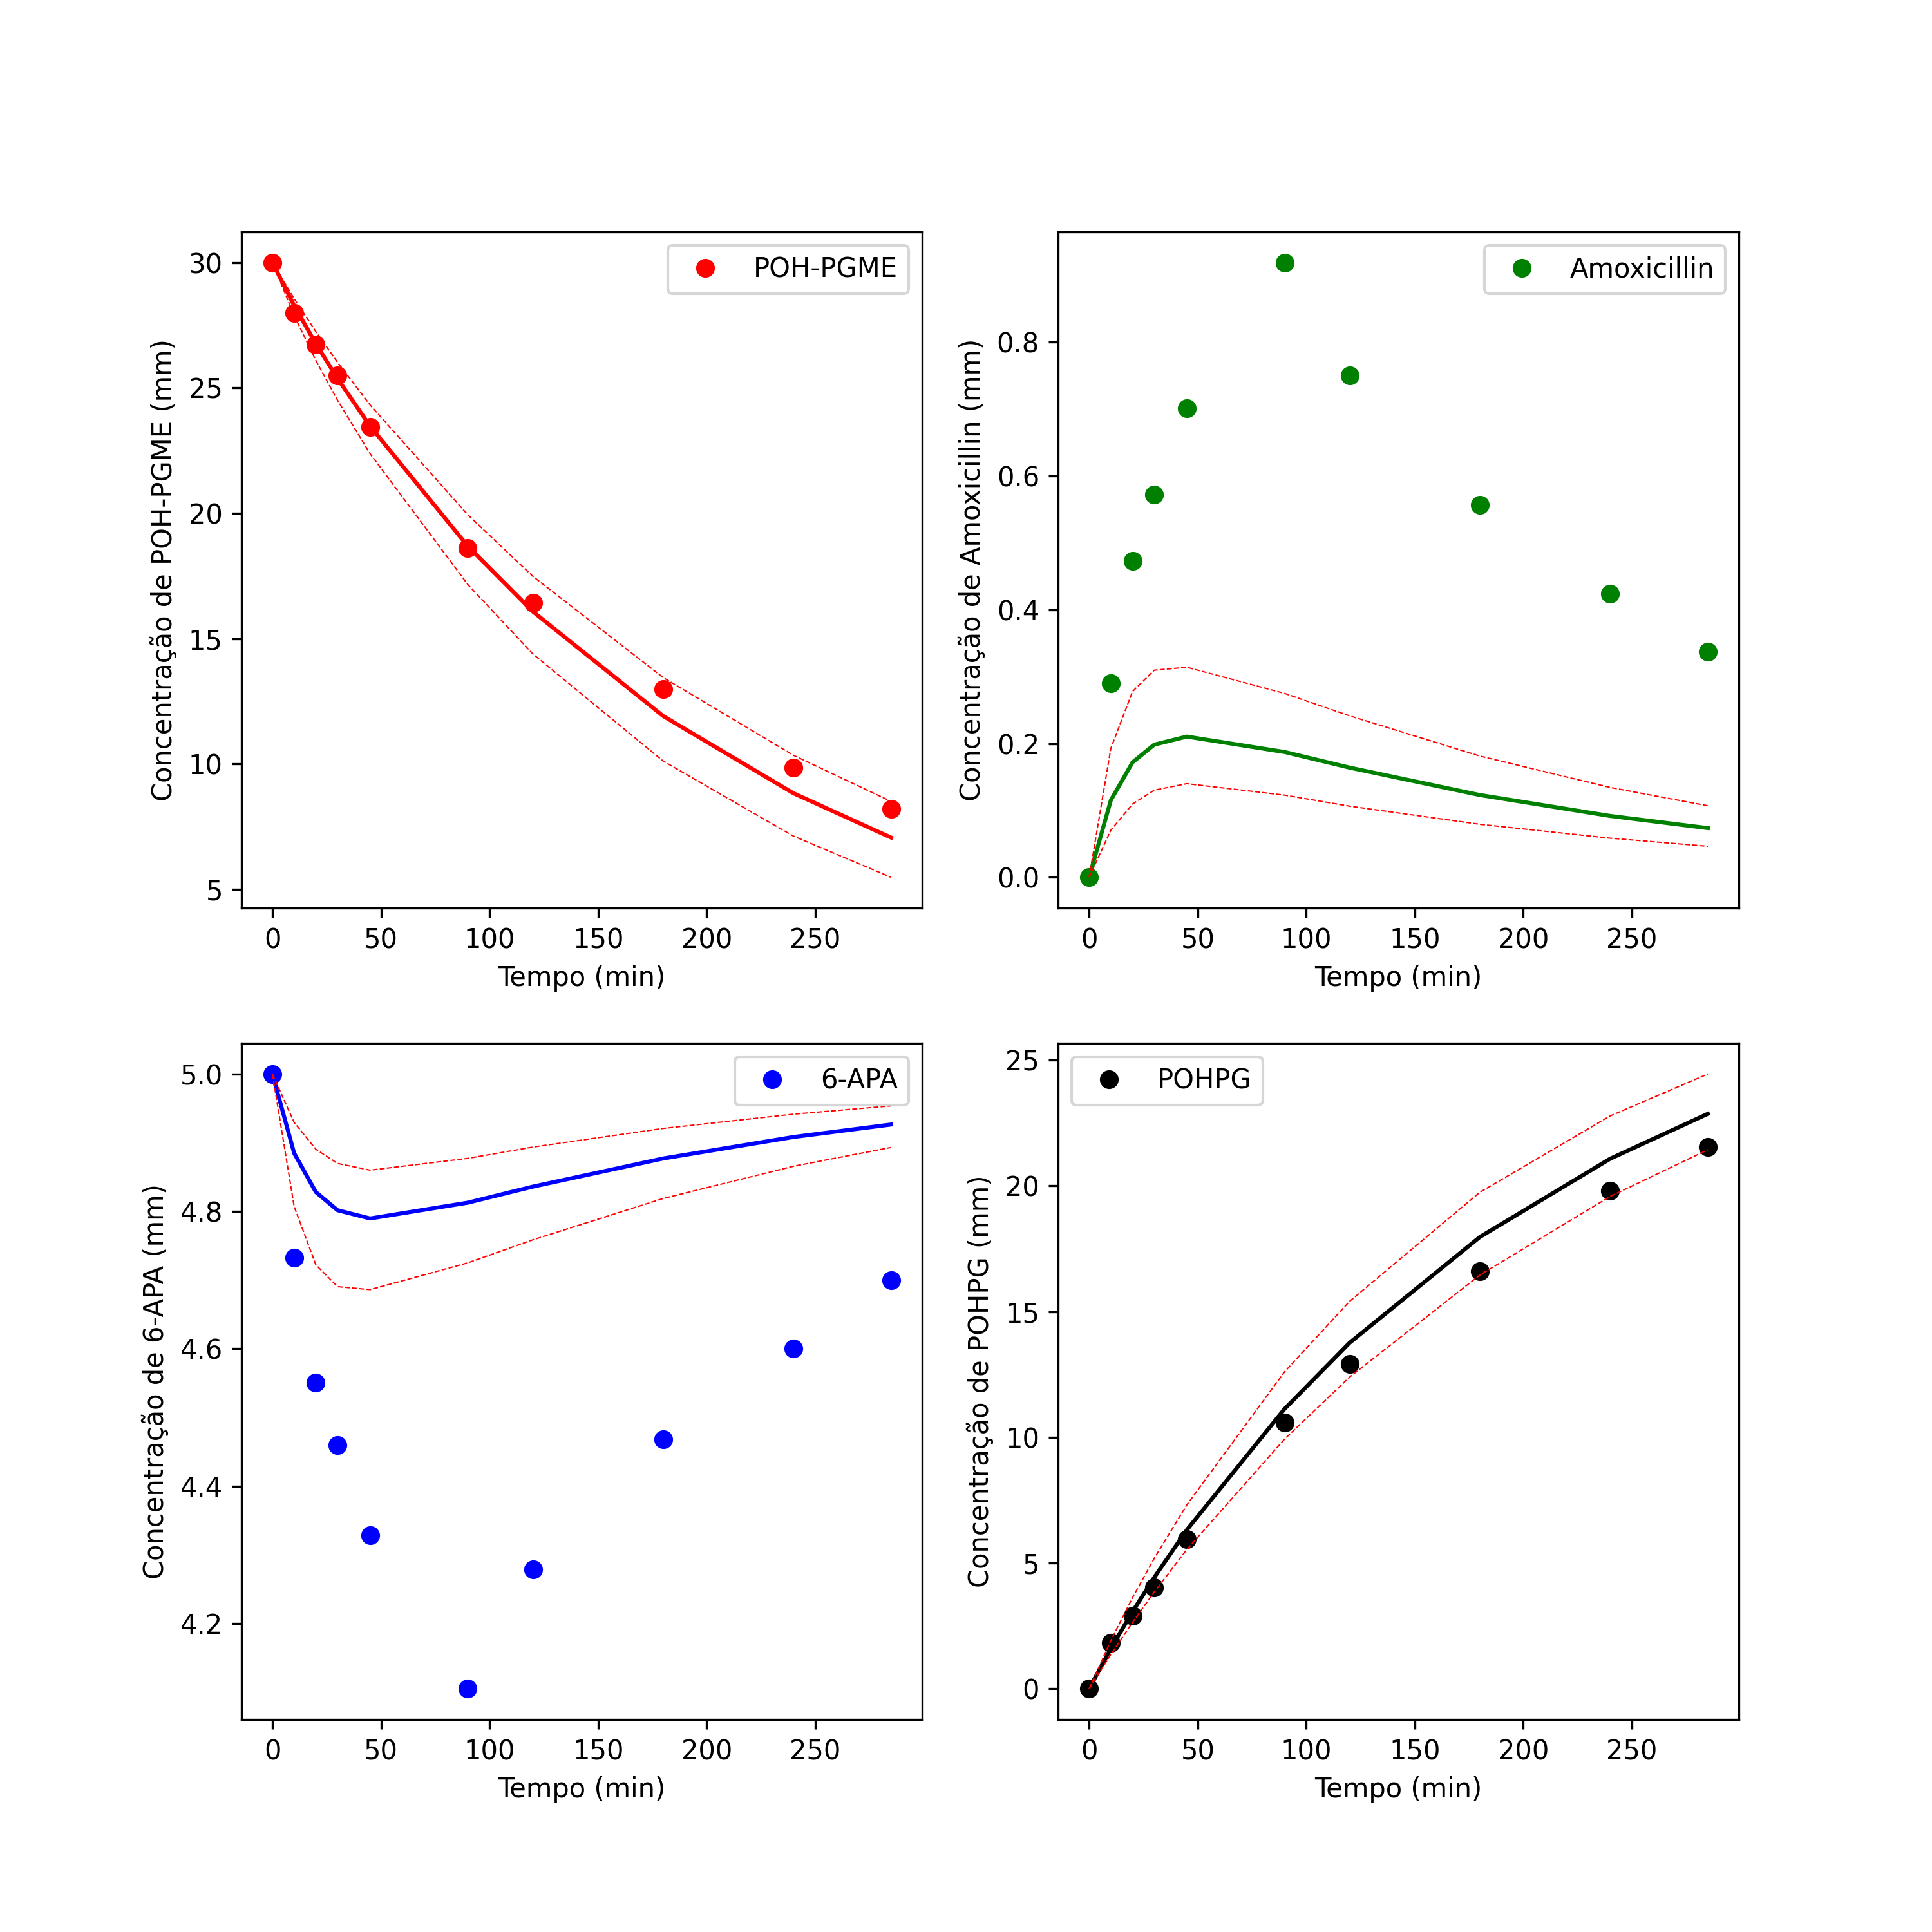 POH-PGME
Concentração de POH-PGME (mm)
30
25
20
15
10
5
0 50 100 150 200 250
Tempo (min)
Amoxicillin
Concentração de Amoxicillin (mm)
0.8
0.6
0.4
0.2
0.0
0 50 100 150 200 250
Tempo (min)
6-APA
Concentração de 6-APA (mm)
5.0
4.8
4.6
4.4
4.2
0 50 100 150 200 250
Tempo (min)
POHPG
Concentração de POHPG (mm)
25
20
15
10
5
0
0 50 100 150 200 250
Tempo (min)